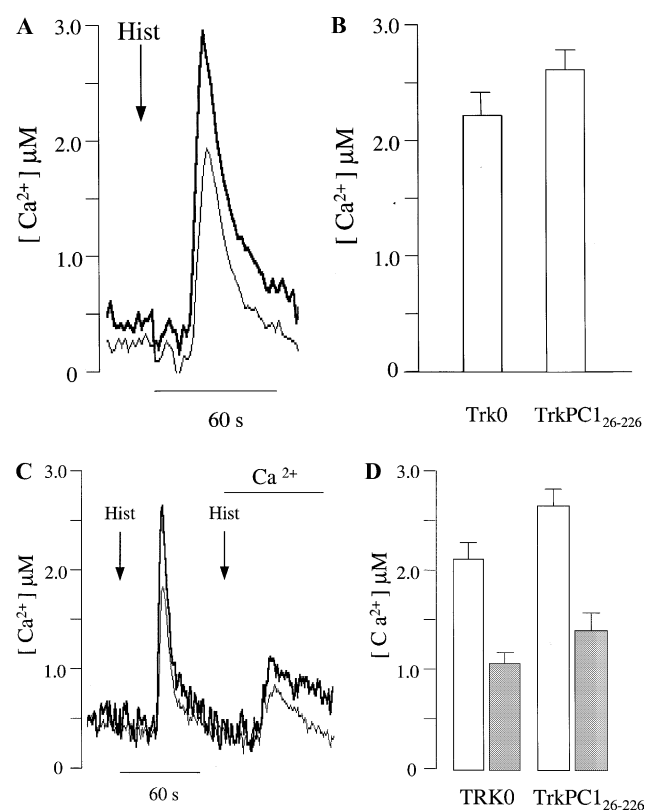 A
3.0
2.0
1.0
0
[ Ca²⁺ ] µM
Hist
60 s
B
3.0
2.0
1.0
0
[ Ca²⁺ ] µM
Trk0
TrkPC1₂₆₋₂₂₆
C
3.0
2.0
1.0
0
[ Ca²⁺ ] µM
Hist
Hist
Ca ²⁺
60 s
D
3.0
2.0
1.0
0
[ C a²⁺ ] µM
TRK0
TrkPC1₂₆₋₂₂₆